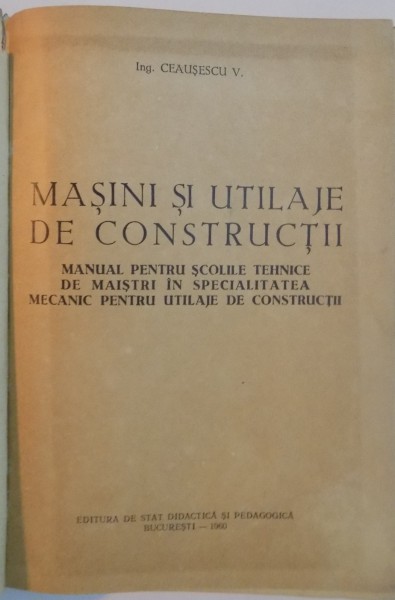 Ing. CEAUȘESCU V.
MAȘINI ȘI UTILAJE
DE CONSTRUCȚII
MANUAL PENTRU ȘCOLILE TEHNICE
DE MAIȘTRI ÎN SPECIALITATEA
MECANIC PENTRU UTILAJE DE CONSTRUCȚII
EDITURA DE STAT DIDACTICĂ ȘI PEDAGOGICĂ
BUCUREȘTI — 1960